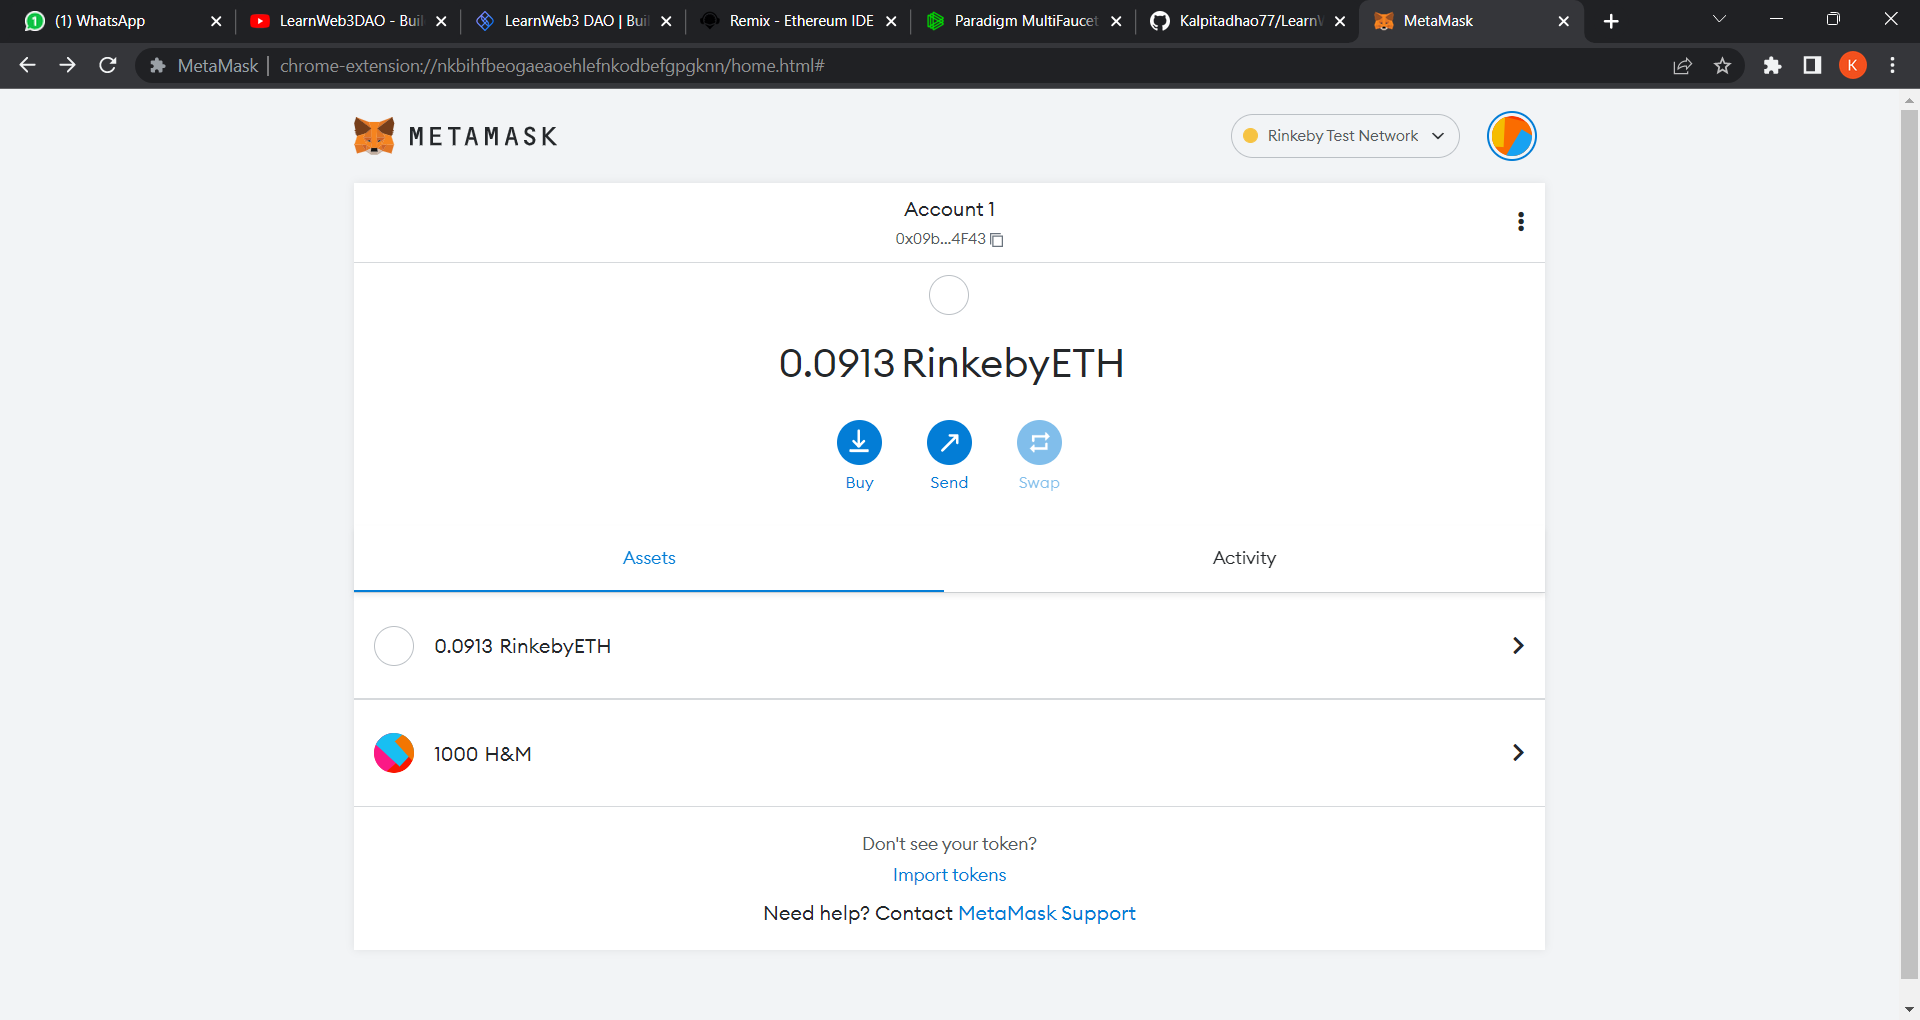 (1) WhatsApp
LearnWeb3DAO - Buil
LearnWeb3 DAO | Buil
Remix - Ethereum IDE
Paradigm MultiFaucet
Kalpitadhao77/LearnW
MetaMask
MetaMask | chrome-extension://nkbihfbeogaeaoehlefnkodbefgpgknn/home.html#
K
METAMASK
Rinkeby Test Network
Account 1
0x09b...4F43
0.0913 RinkebyETH
Buy
Send
Swap
Assets
Activity
0.0913 RinkebyETH
1000 H&M
Don't see your token?
Import tokens
Need help? Contact MetaMask Support